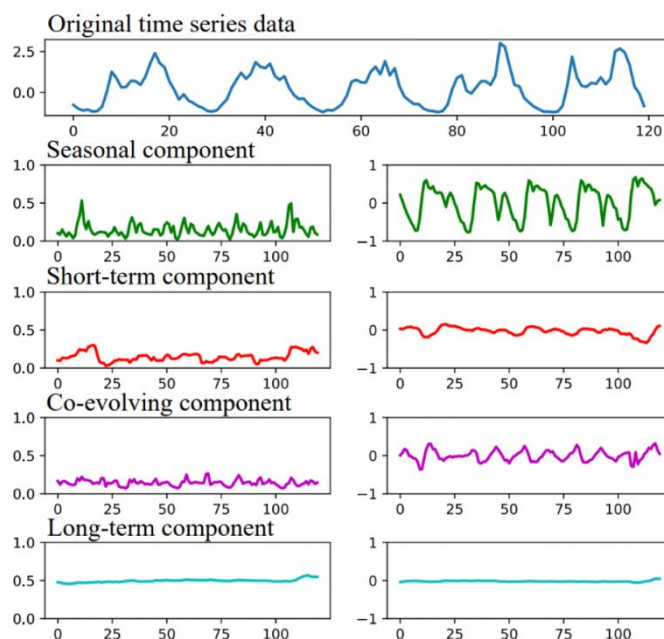 Original time series data
2.5
0.0
0 20 40 60 80 100 120
Seasonal component
1.0 1
0.5 0
0.0 −1
0 25 50 75 100 0 25 50 75 100
Short-term component
1.0 1
0.5 0
0.0 −1
0 25 50 75 100 0 25 50 75 100
Co-evolving component
1.0 1
0.5 0
0.0 −1
0 25 50 75 100 0 25 50 75 100
Long-term component
1.0 1
0.5 0
0.0 −1
0 25 50 75 100 0 25 50 75 100